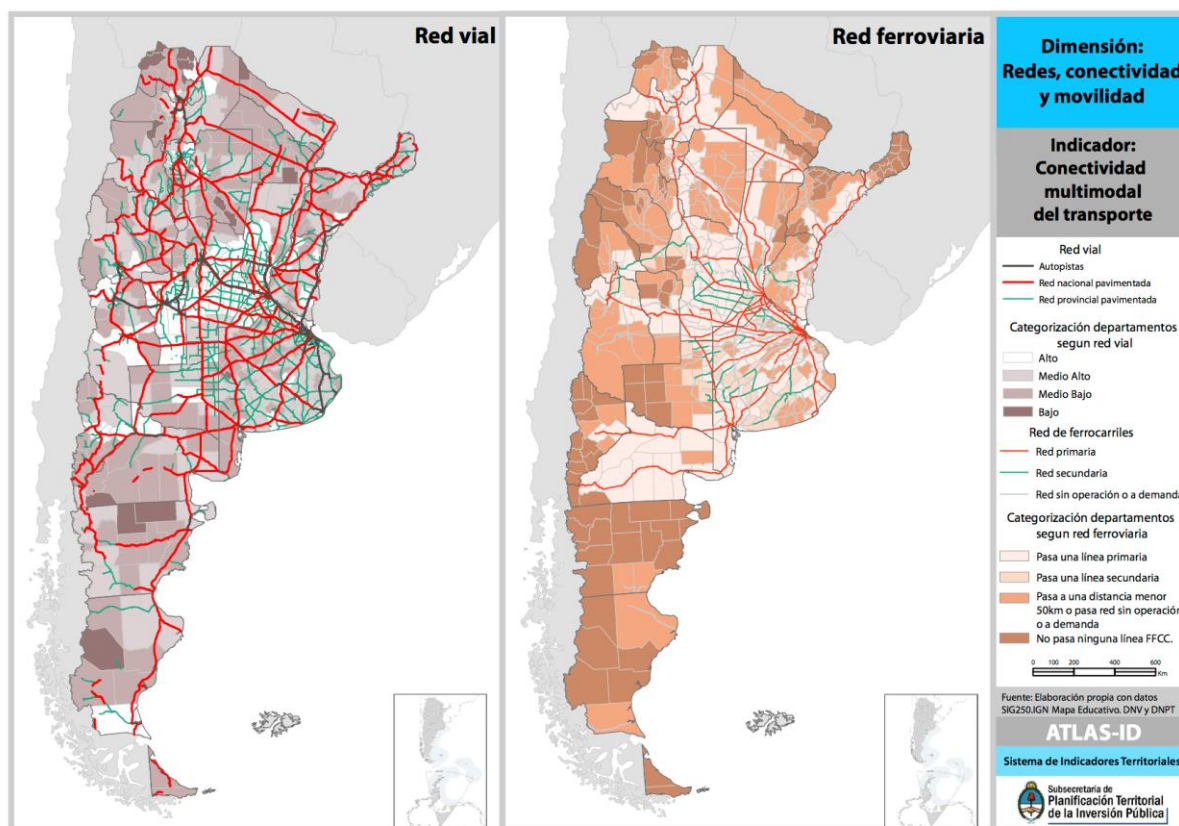 Red vial
Red ferroviaria
Dimensión:
Redes, conectividad
y movilidad
Indicador:
Conectividad
multimodal
del transporte
Red vial
Autopistas
Red nacional pavimentada
Red provincial pavimentada
Categorización departamentos
segun red vial
Alto
Medio Alto
Medio Bajo
Bajo
Red de ferrocarriles
Red primaria
Red secundaria
Red sin operación o a demanda
Categorización departamentos
segun red ferroviaria
Pasa una línea primaria
Pasa una línea secundaria
Pasa a una distancia menor
50km o pasa red sin operación
o a demanda
No pasa ninguna línea FFCC.
0 100 200 400 600
Km
Fuente: Elaboración propia con datos
SIG250.IGN Mapa Educativo. DNV y DNPT
ATLAS-ID
Sistema de Indicadores Territoriales
Subsecretaría de
Planificación Territorial
de la Inversión Pública